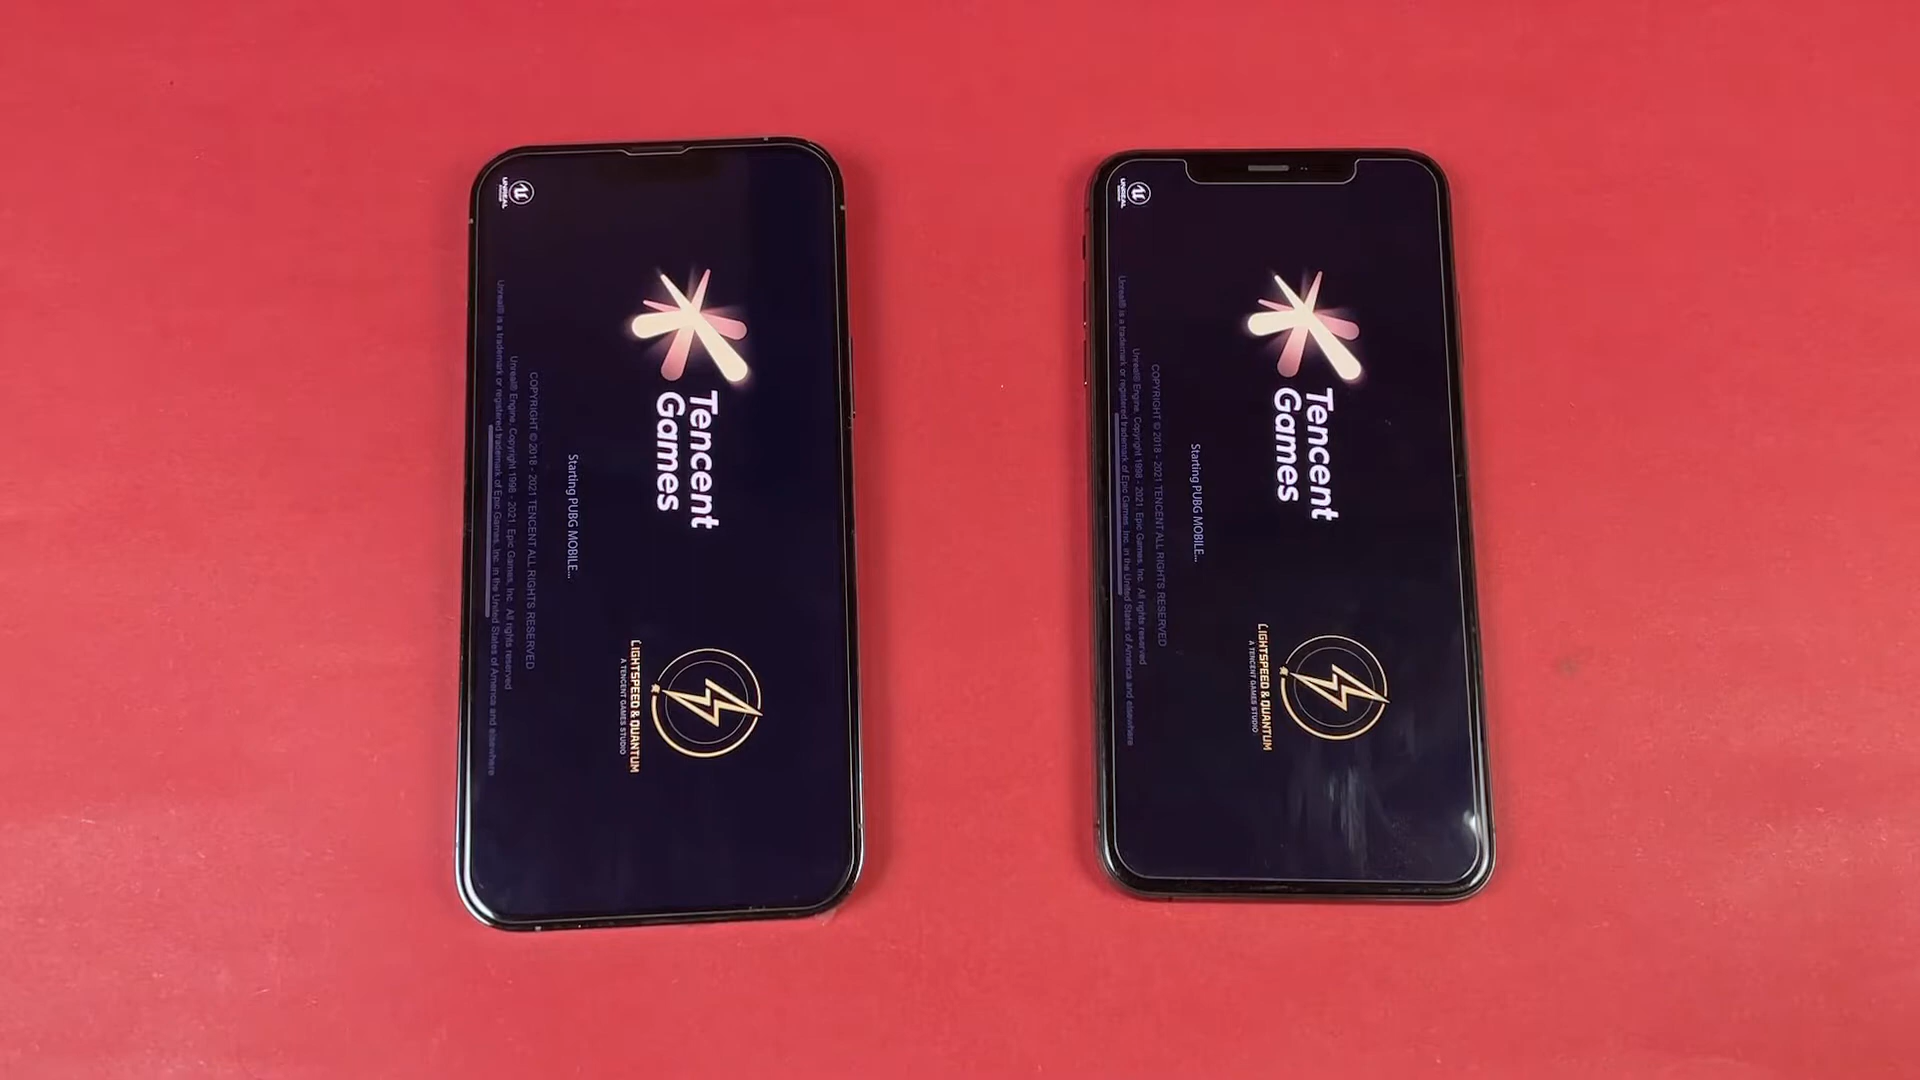 UNREAL
Tencent
Games
LIGHTSPEED & QUANTUM
A TENCENT GAMES STUDIO
Starting PUBG MOBILE...
COPYRIGHT © 2018 - 2021 TENCENT ALL RIGHTS RESERVED
Unreal® Engine, Copyright 1998 - 2021, Epic Games, Inc. All rights reserved
Unreal® is a trademark or registered trademark of Epic Games, Inc. in the United States of America and elsewhere
UNREAL
Tencent
Games
LIGHTSPEED & QUANTUM
A TENCENT GAMES STUDIO
Starting PUBG MOBILE...
COPYRIGHT © 2018 - 2021 TENCENT ALL RIGHTS RESERVED
Unreal® Engine, Copyright 1998 - 2021, Epic Games, Inc. All rights reserved
Unreal® is a trademark or registered trademark of Epic Games, Inc. in the United States of America and elsewhere